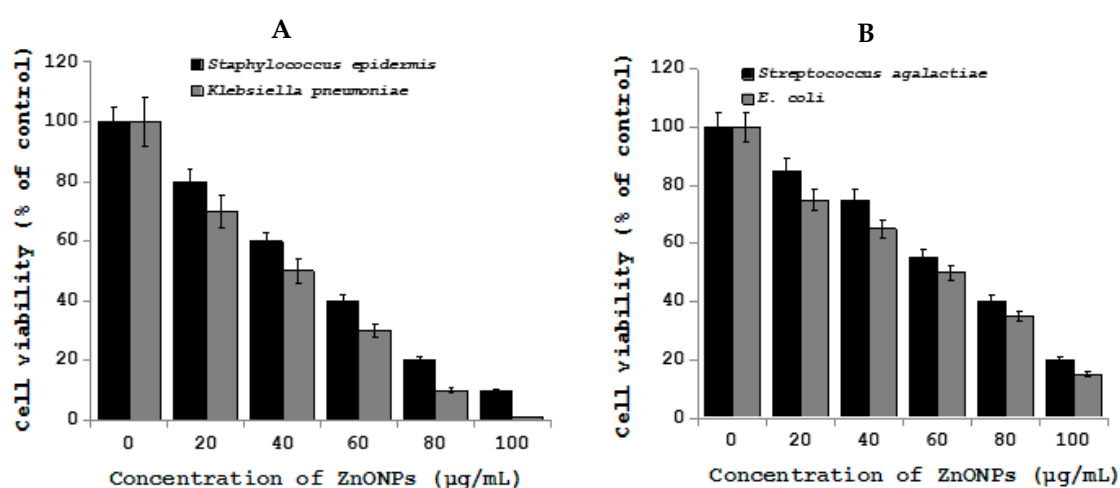 A
Cell viability (% of control)
120
100
80
60
40
20
0
Staphylococcus epidermis
Klebsiella pneumoniae
0 20 40 60 80 100
Concentration of ZnONPs (µg/mL)
B
Cell viability (% of control)
120
100
80
60
40
20
0
Streptococcus agalactiae
E. coli
0 20 40 60 80 100
Concentration of ZnONPs (µg/mL)